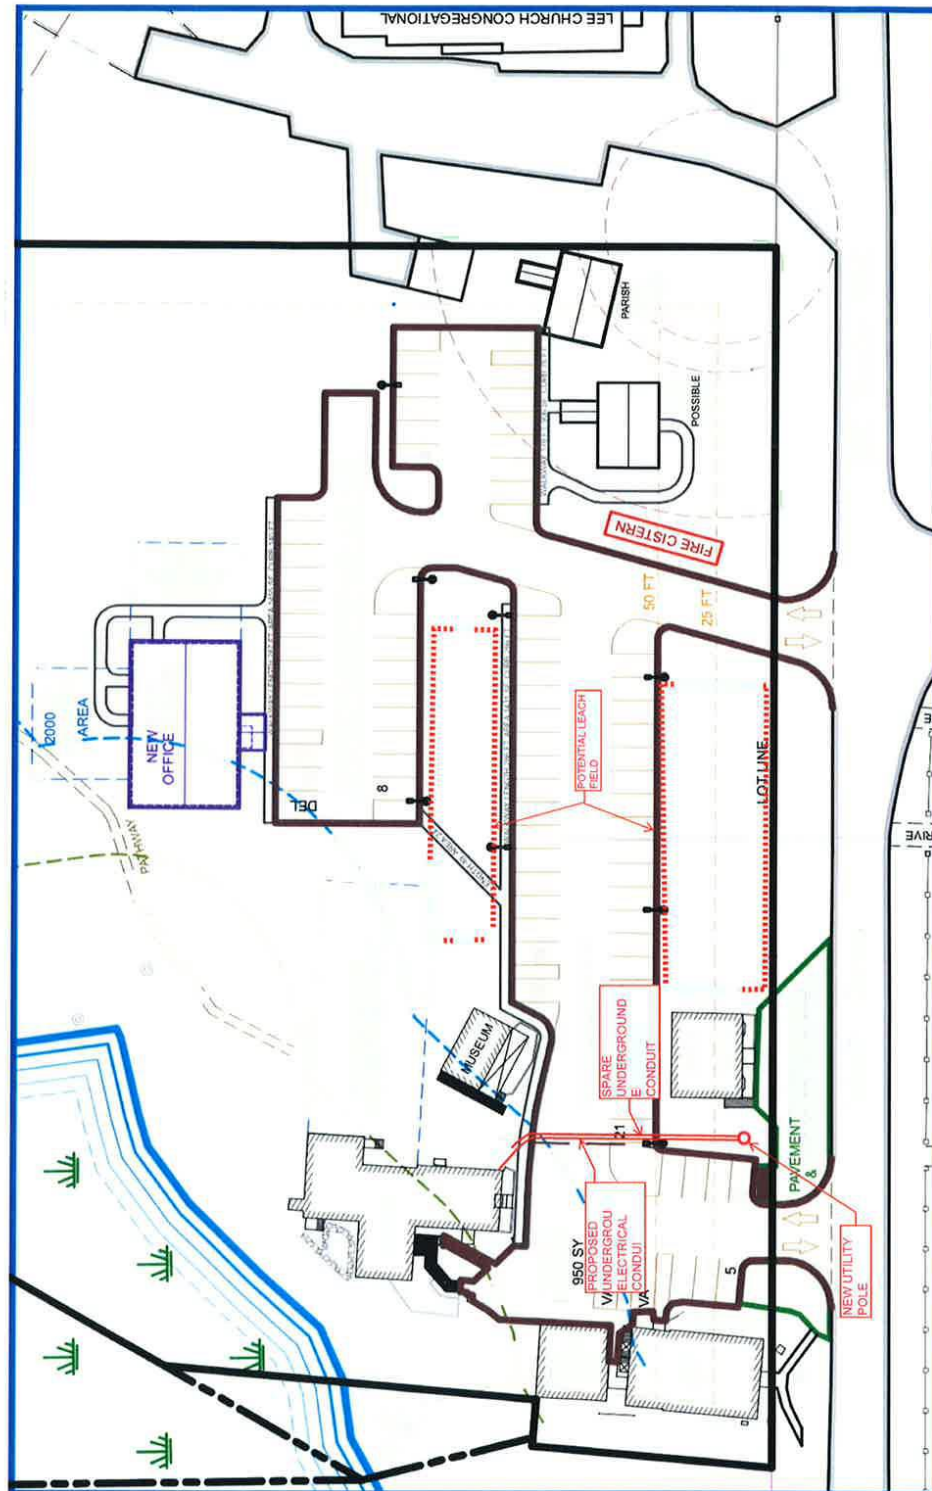 LEE CHURCH CONGREGATIONAL
PARISH
POSSIBLE
FIRE CISTERN
50 FT
25 FT
2000
AREA
NEW
OFFICE
PATHWAY
DEL
8
POTENTIAL LEACH
FIELD
LOT LINE
MUSEUM
SPARE
UNDERGROUND
E
CONDUIT
21
PAVEMENT
&
950 SY
PROPOSED
UNDERGROU
ELECTRICAL
CONDUI
VA
VA
5
NEW UTILITY
POLE
E
RIVE